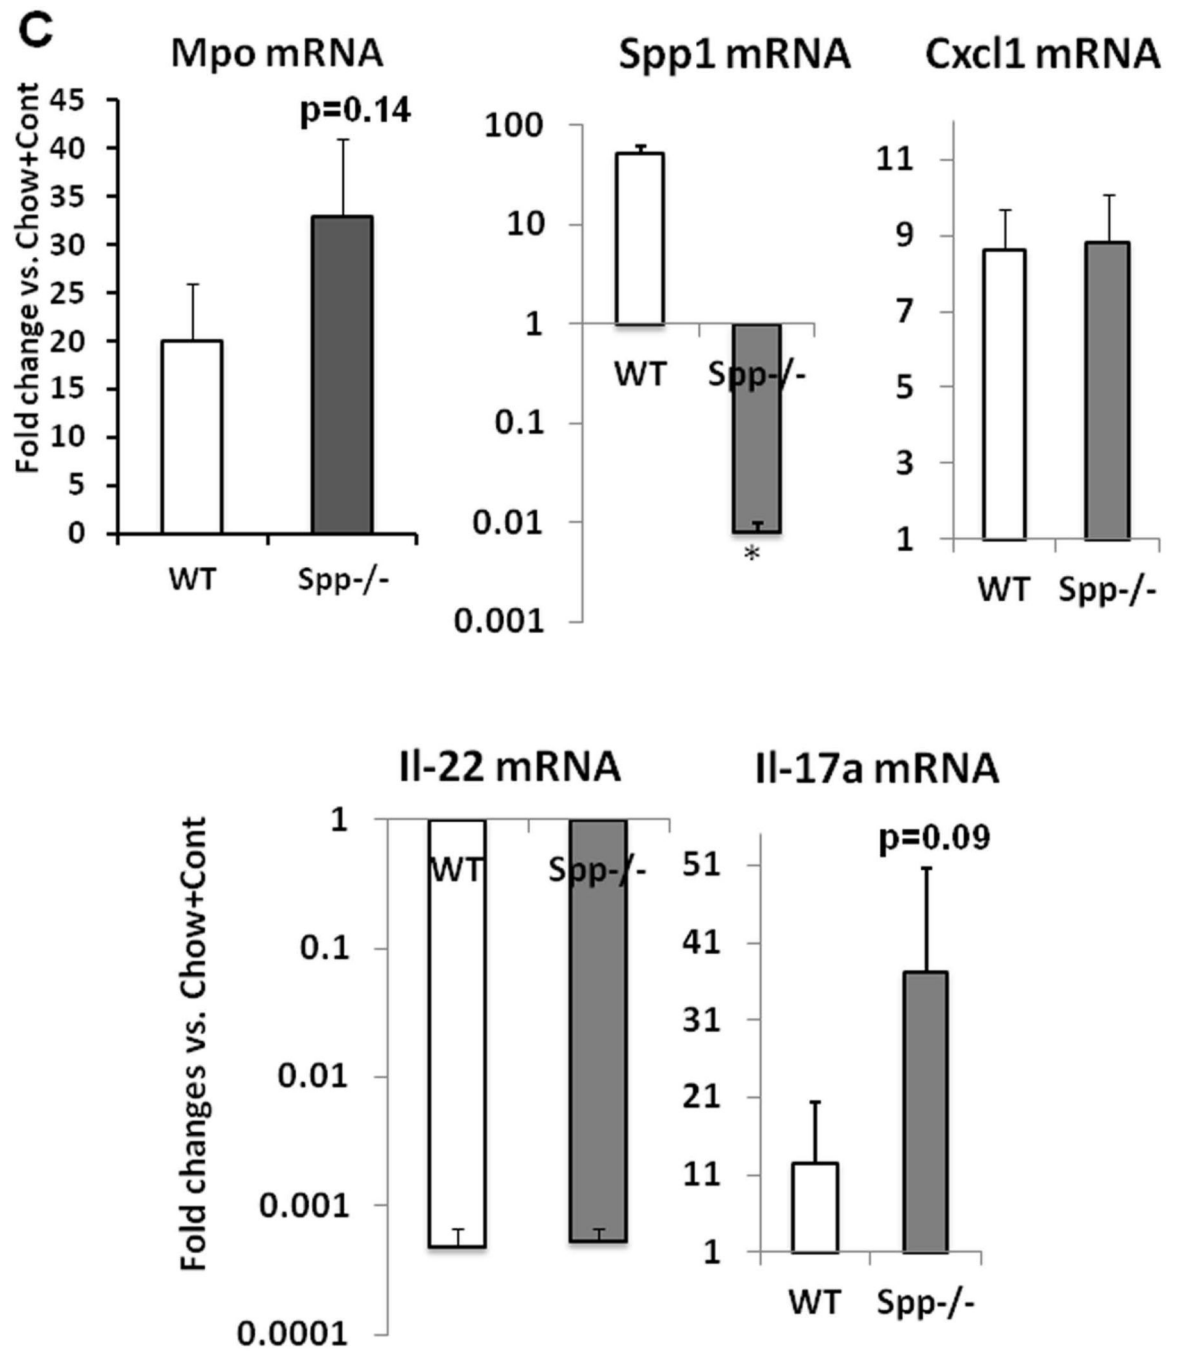 C
Mpo mRNA
Fold change vs. Chow+Cont
45
40
35
30
25
20
15
10
5
0
p=0.14
WT Spp-/-
Spp1 mRNA
100
10
1
0.1
0.01
0.001
WT Spp-/-
*
Cxcl1 mRNA
11
9
7
5
3
1
WT Spp-/-
Il-22 mRNA
Fold changes vs. Chow+Cont
1
0.1
0.01
0.001
0.0001
WT Spp-/-
Il-17a mRNA
p=0.09
51
41
31
21
11
1
WT Spp-/-